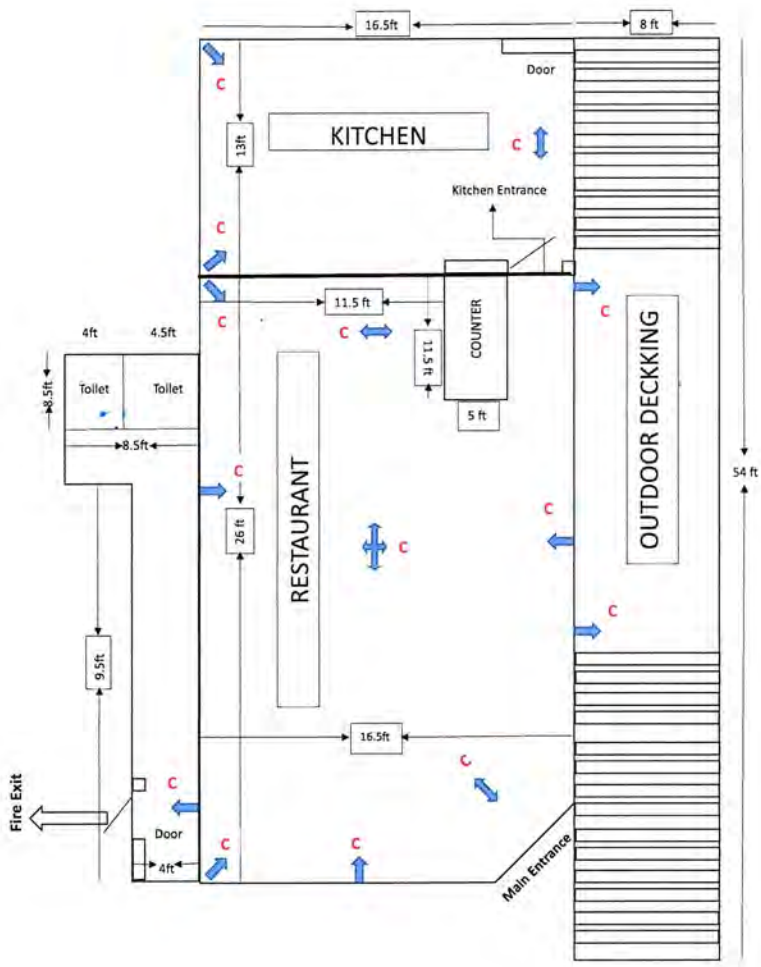 16.5ft
8 ft
C
Door
13ft
KITCHEN
C
Kitchen Entrance
C
11.5 ft
C
C
COUNTER
11.5 ft
5 ft
C
OUTDOOR DECKKING
54 ft
4ft
4.5ft
8.5ft
Toilet
Toilet
8.5ft
C
26 ft
RESTAURANT
C
C
C
9.5ft
16.5ft
C
Fire Exit
C
Door
4ft
C
C
Main Entrance